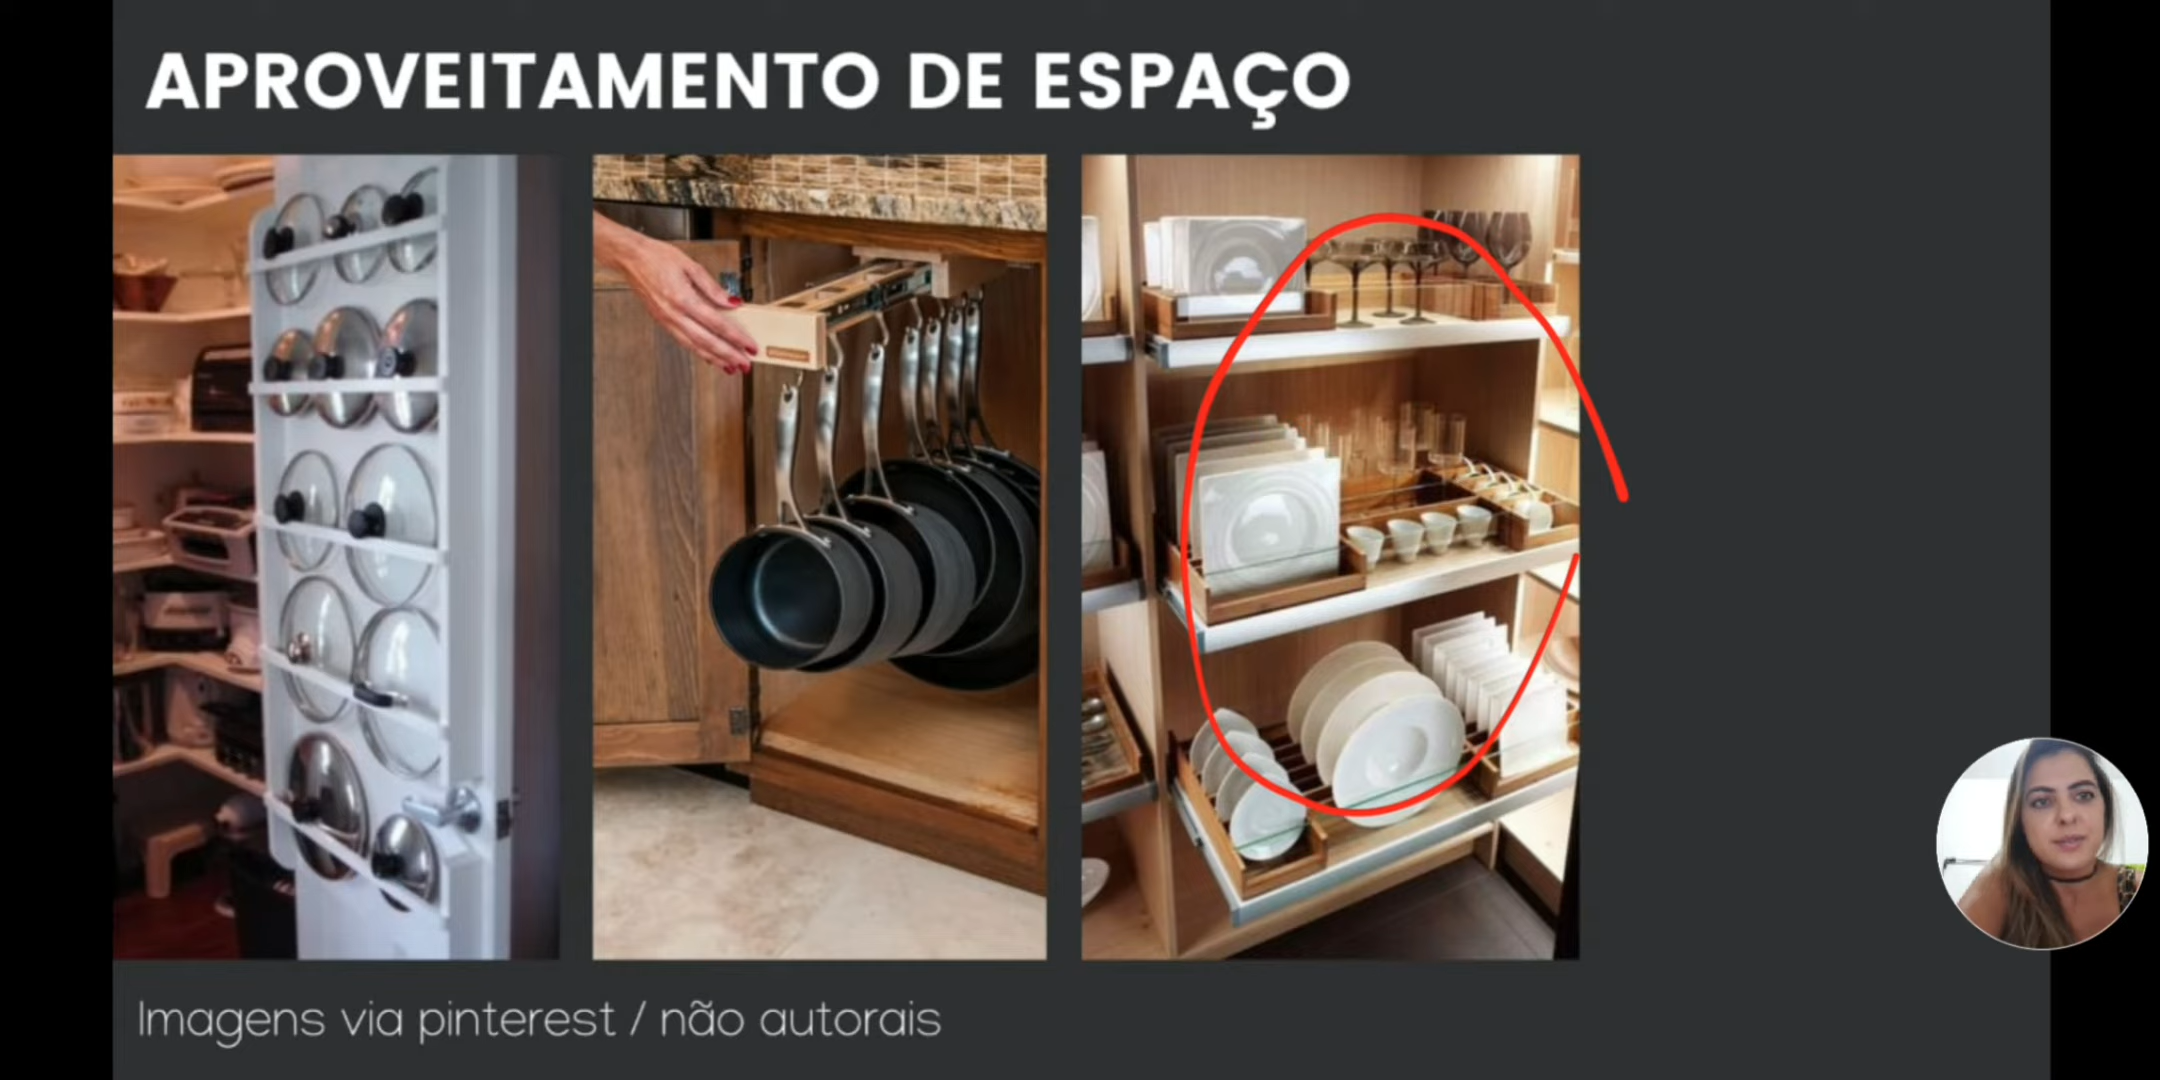 APROVEITAMENTO DE ESPAÇO
Imagens via pinterest / não autorais